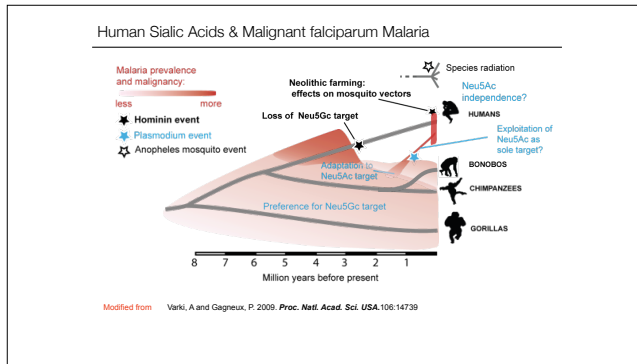 Human Sialic Acids & Malignant falciparum Malaria
Malaria prevalence
and malignancy:
less more
Hominin event
Plasmodium event
Anopheles mosquito event
Species radiation
Neu5Ac
independence?
Neolithic farming:
effects on mosquito vectors
HUMANS
Loss of Neu5Gc target
Exploitation of
Neu5Ac as
sole target?
Adaptation to
Neu5Ac target
BONOBOS
CHIMPANZEES
Preference for Neu5Gc target
GORILLAS
8 7 6 5 4 3 2 1
Million years before present
Modified from Varki, A and Gagneux, P. 2009. Proc. Natl. Acad. Sci. USA.106:14739